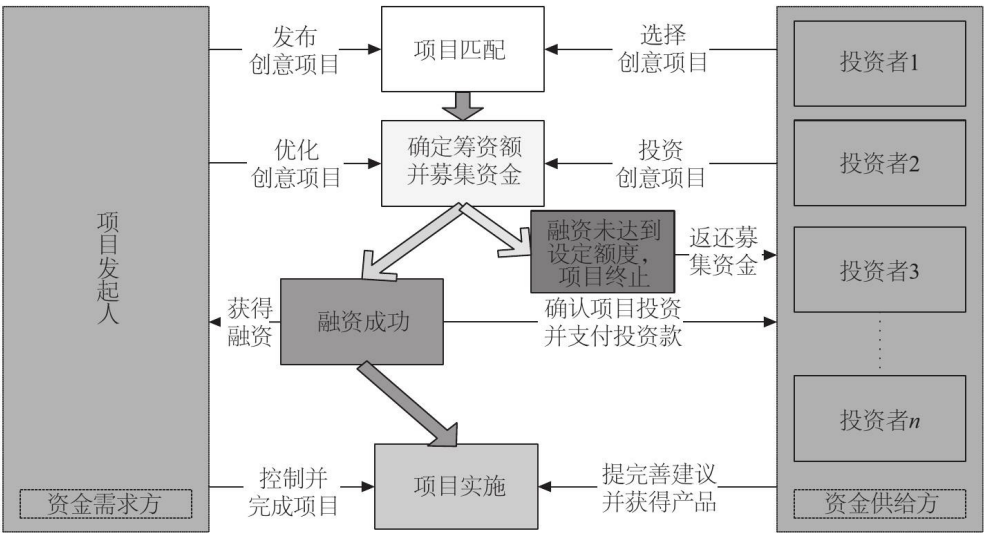 发布
创意项目
项目匹配
选择
创意项目
投资者1
优化
创意项目
确定筹资额
并募集资金
投资
创意项目
投资者2
项目发起人
融资未达到
设定额度，
项目终止
返还募
集资金
投资者3
获得
融资
融资成功
确认项目投资
并支付投资款
投资者n
控制并
完成项目
项目实施
提完善建议
并获得产品
资金需求方
资金供给方